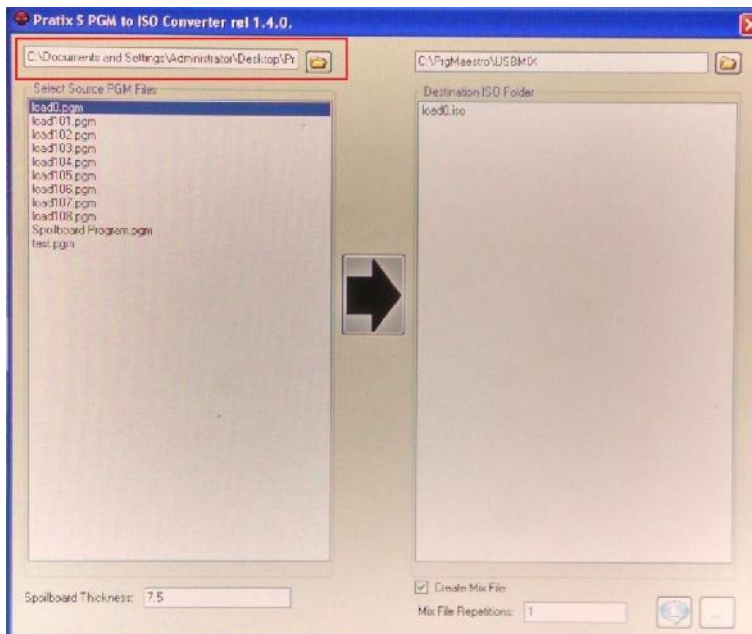 Pratix S PGM to ISO Converter rel 1.4.0.
C:\Documents and Settings\Administrator\Desktop\Pr
C:\PrgMaestro\USBMIX
Select Source PGM Files
Destination ISO Folder
load0.pgm
load101.pgm
load102.pgm
load103.pgm
load104.pgm
load105.pgm
load106.pgm
load107.pgm
load108.pgm
Spoilboard Program.pgm
test.pgm
load0.iso
Create Mix File
Spoilboard Thickness: 7.5
Mix File Repetitions: 1
...